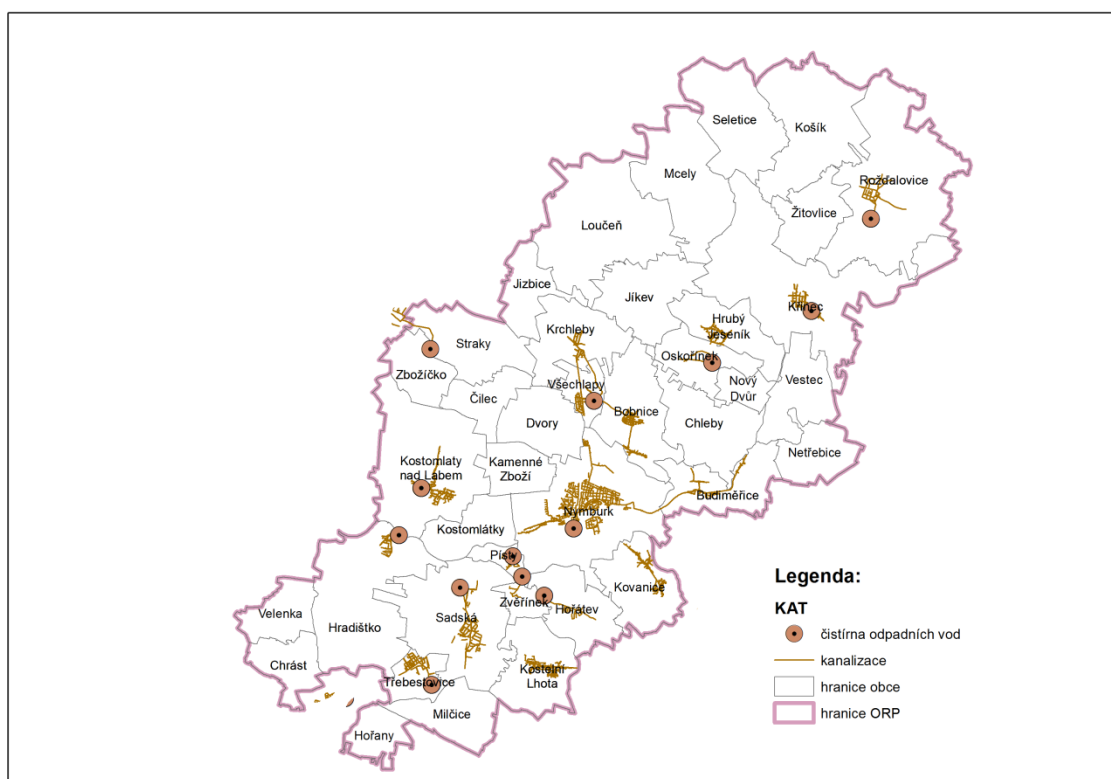 Seletice
Košík
Mcely
Rožďalovice
Žitovlice
Loučeň
Jizbice
Jíkev
Křinec
Hrubý
Jeseník
Krchleby
Straky
Oskořínek
Zbožíčko
Vestec
Všechlapy
Nový
Dvůr
Čilec
Bobnice
Dvory
Chleby
Netřebice
Kostomlaty
nad Labem
Kamenné
Zboží
Budiměřice
Nymburk
Kostomlátky
Písty
Kovanice
Zvěřínek
Hořátev
Velenka
Sadská
Hradištko
Chrást
Kostelní
Lhota
Třebestovice
Milčice
Hořany
Legenda:
KAT
čistírna odpadních vod
kanalizace
hranice obce
hranice ORP